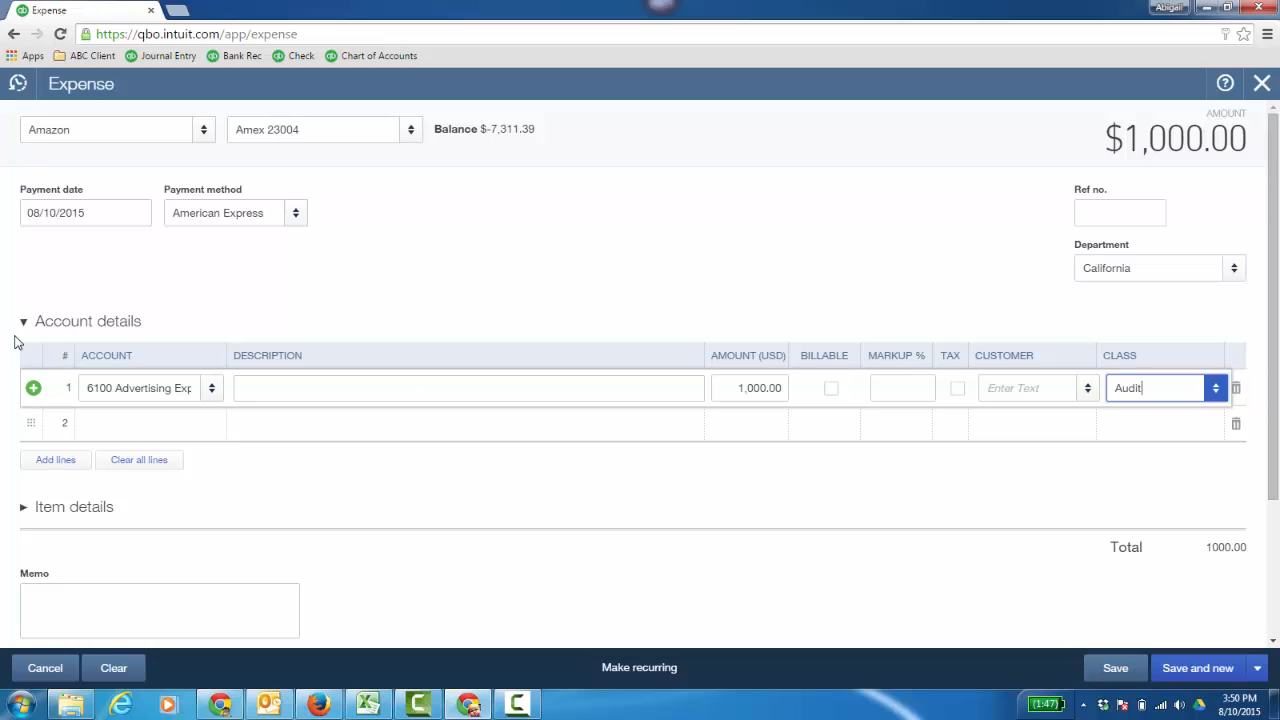 Expense
Abigail
https://qbo.intuit.com/app/expense
Apps ABC Client Journal Entry Bank Rec Check Chart of Accounts
Expense
Amazon Amex 23004 Balance $-7,311.39
AMOUNT
$1,000.00
Payment date Payment method Ref no.
08/10/2015 American Express
Department
California
Account details
# ACCOUNT DESCRIPTION AMOUNT (USD) BILLABLE MARKUP % TAX CUSTOMER CLASS
1 6100 Advertising Exp 1,000.00 Enter Text Audit
2
Add lines Clear all lines
Item details
Total 1000.00
Memo
Cancel Clear Make recurring Save Save and new
(1:47) 3:50 PM
8/10/2015